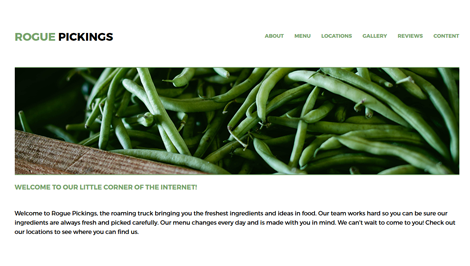 ROGUE PICKINGS
ABOUT MENU LOCATIONS GALLERY REVIEWS CONTENT
WELCOME TO OUR LITTLE CORNER OF THE INTERNET!
Welcome to Rogue Pickings, the roaming truck bringing you the freshest ingredients and ideas in food. Our team works hard so you can be sure our
ingredients are always fresh and picked carefully. Our menu changes every day and is made with you in mind. We can't wait to come to you! Check out
our locations to see where you can find us.